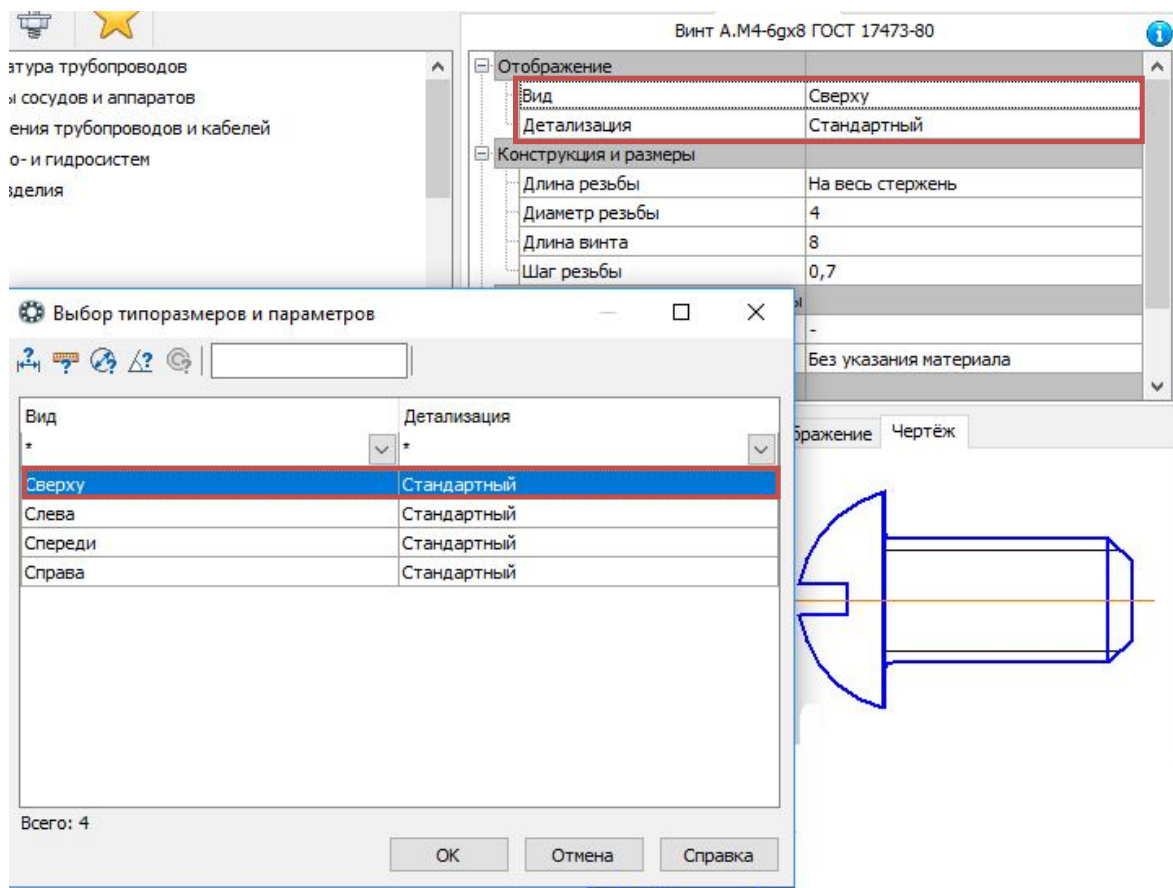 Винт A.M4-6gx8 ГОСТ 17473-80
атура трубопроводов
ы сосудов и аппаратов
ения трубопроводов и кабелей
о- и гидросистем
зделия
Отображение
Вид Сверху
Детализация Стандартный
Конструкция и размеры
Длина резьбы На весь стержень
Диаметр резьбы 4
Длина винта 8
Шаг резьбы 0,7
ы
-
Без указания материала
Выбор типоразмеров и параметров
Вид Детализация
* *
Сверху Стандартный
Слева Стандартный
Спереди Стандартный
Справа Стандартный
Всего: 4
ОК Отмена Справка
бражение Чертёж